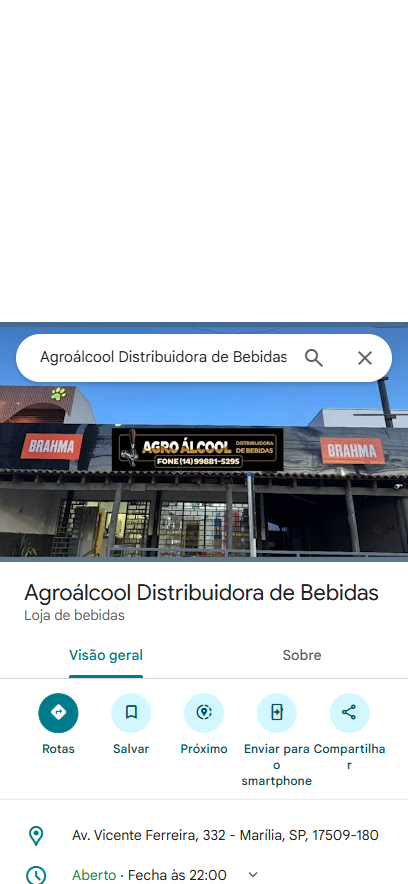 Agroálcool Distribuidora de Bebidas
BRAHMA
AGRO ÁLCOOL
DISTRIBUIDORA
DE BEBIDAS
FONE (14) 99881-5295
BRAHMA
Agroálcool Distribuidora de Bebidas
Loja de bebidas
Visão geral
Sobre
Rotas
Salvar
Próximo
Enviar para
o
smartphone
Compartilha
r
Av. Vicente Ferreira, 332 - Marília, SP, 17509-180
Aberto · Fecha às 22:00